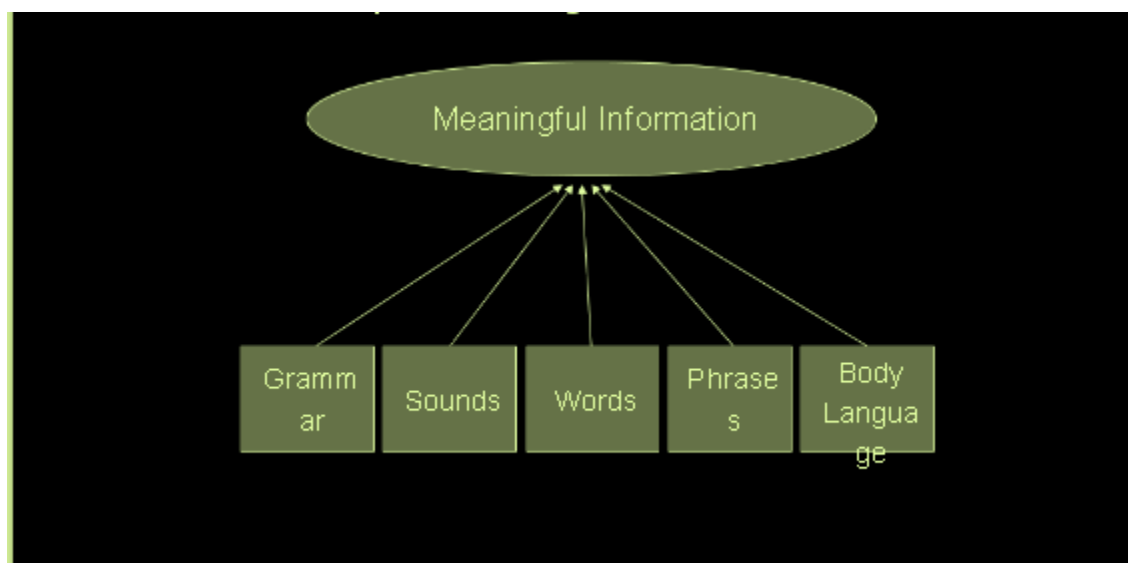 Meaningful Information
Gramm
ar
Sounds
Words
Phrase
s
Body
Langua
ge